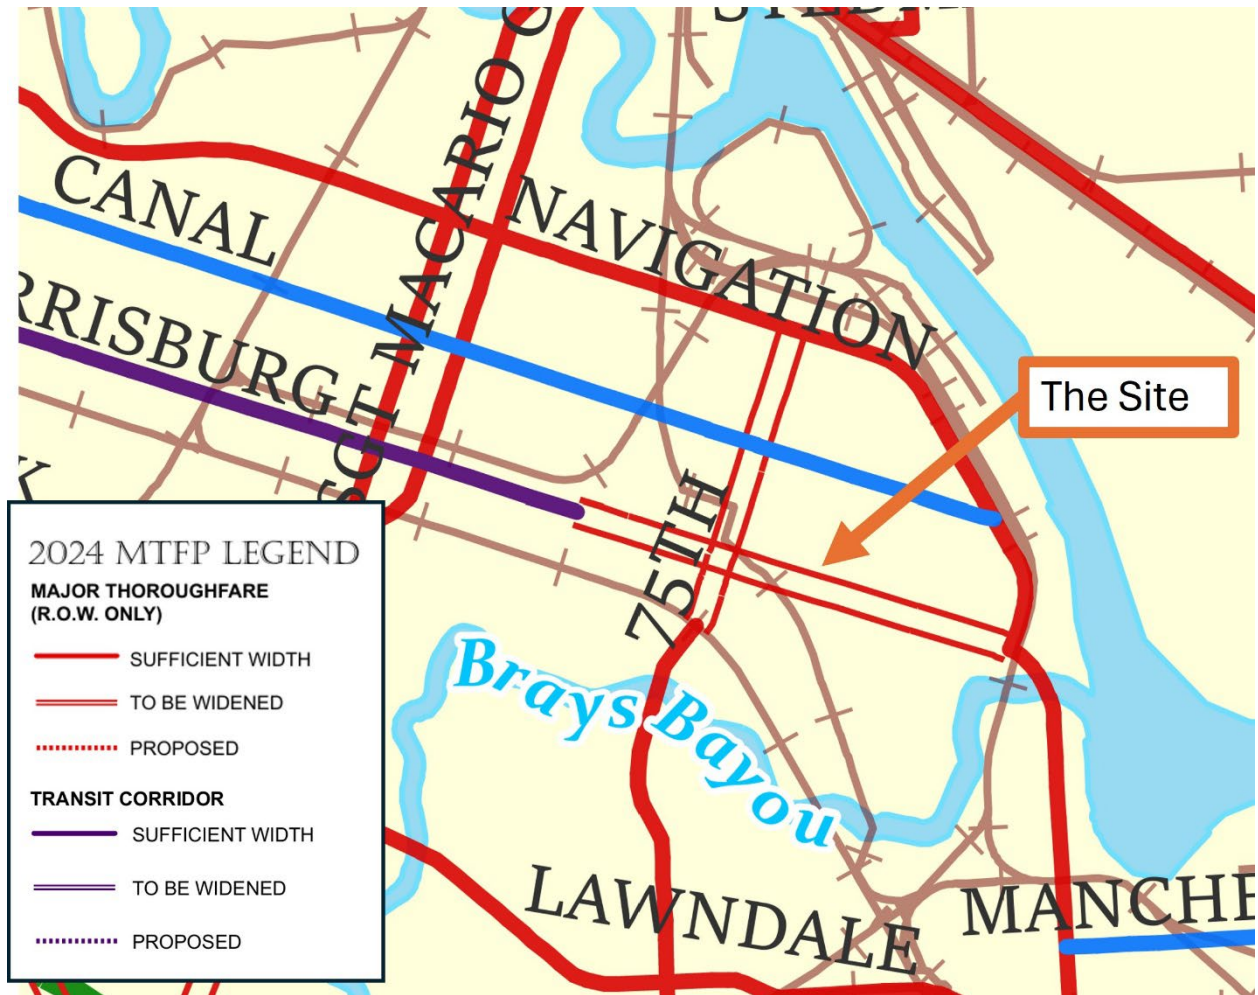 CANAL
NAVIGATION
RRISBURG
SGT MACARIO
The Site
75TH
Brays Bayou
LAWNDALE
MANCHE
2024 MTFP LEGEND
MAJOR THOROUGHFARE
(R.O.W. ONLY)
SUFFICIENT WIDTH
TO BE WIDENED
PROPOSED
TRANSIT CORRIDOR
SUFFICIENT WIDTH
TO BE WIDENED
PROPOSED